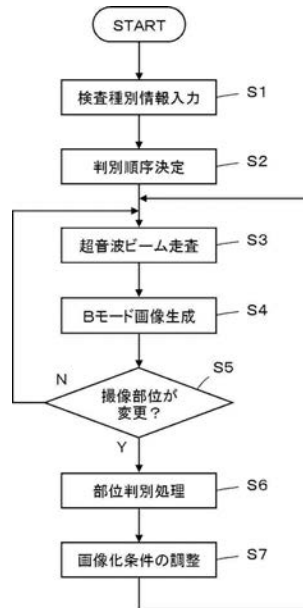 START
検査種別情報入力
S1
判別順序決定
S2
超音波ビーム走査
S3
Bモード画像生成
S4
S5
N
撮像部位が
変更?
Y
部位判別処理
S6
画像化条件の調整
S7